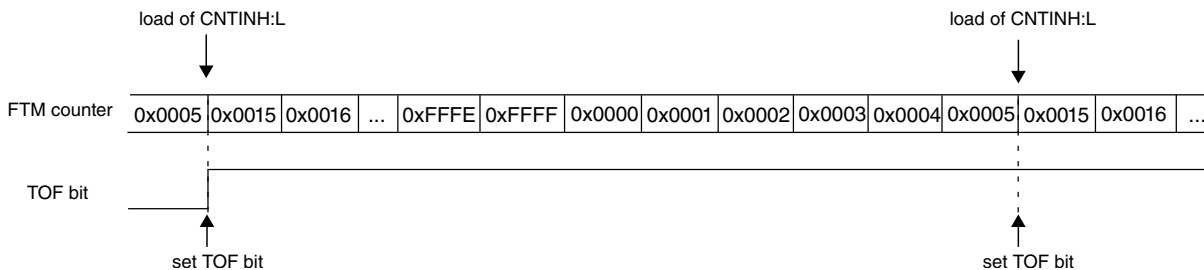 load of CNTINH:L load of CNTINH:L
FTM counter 0x0005 0x0015 0x0016 ... 0xFFFE 0xFFFF 0x0000 0x0001 0x0002 0x0003 0x0004 0x0005 0x0015 0x0016 ...
TOF bit
set TOF bit set TOF bit